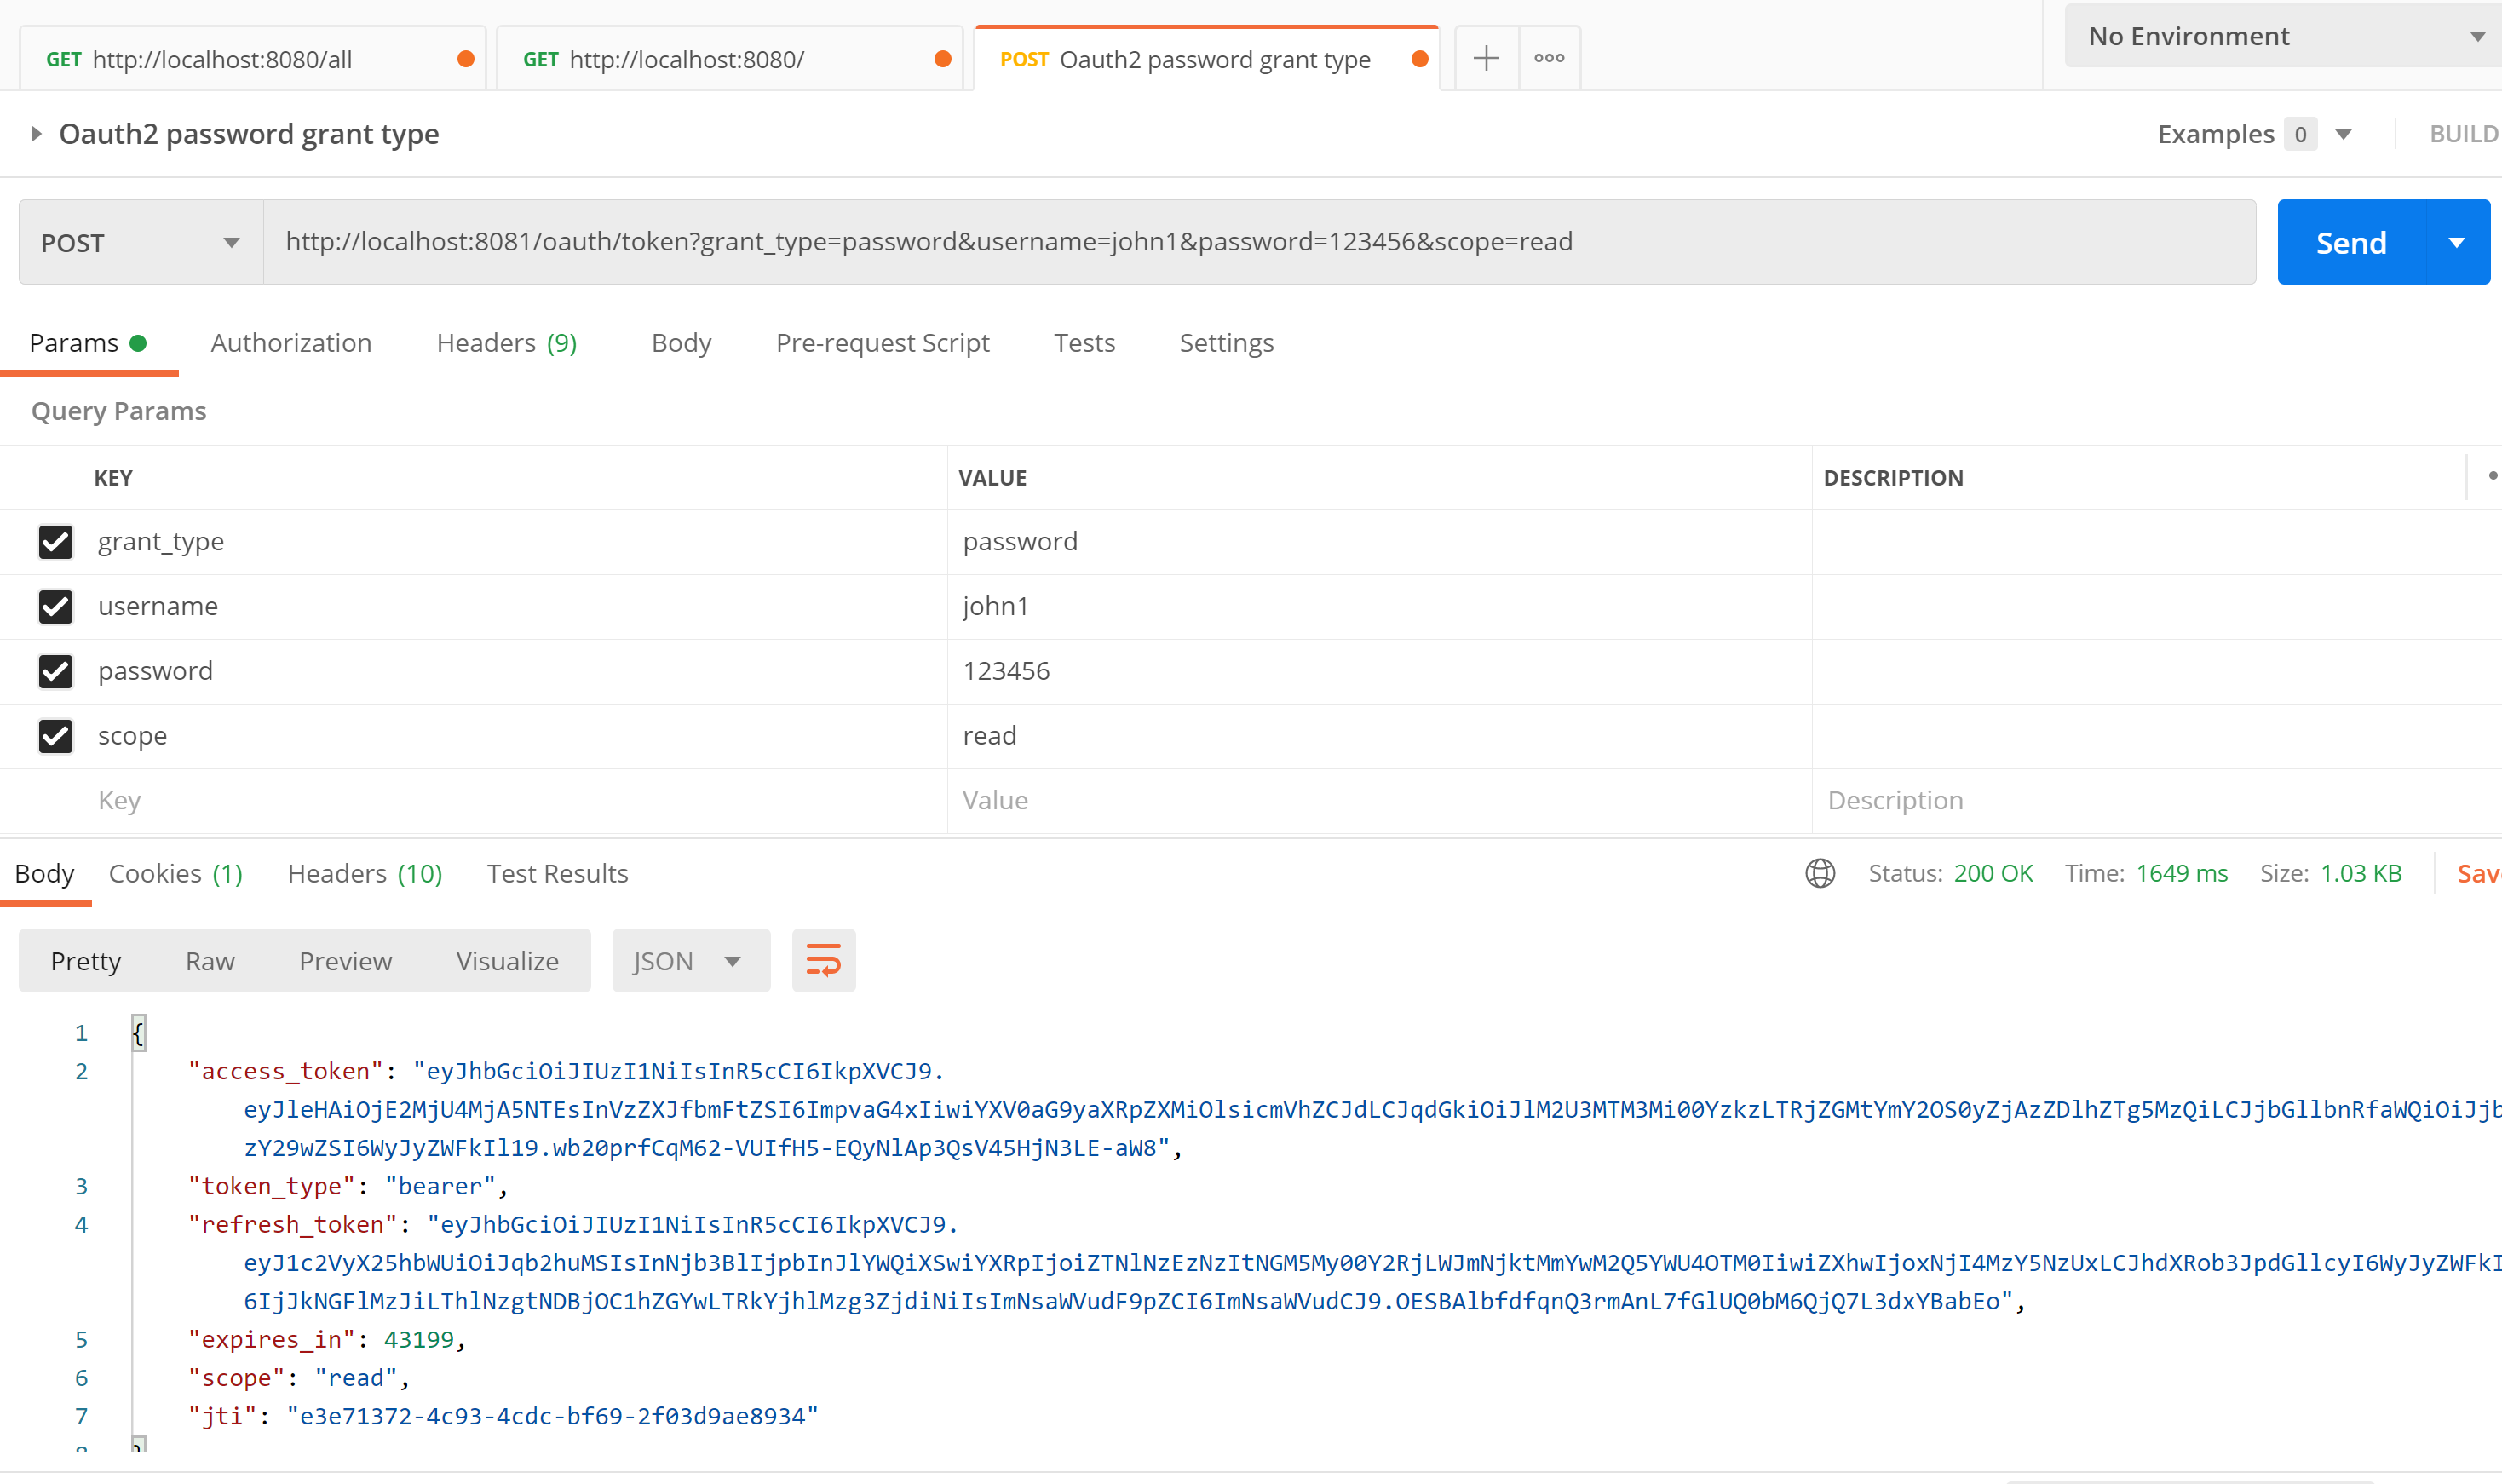 GET http://localhost:8080/all GET http://localhost:8080/ POST Oauth2 password grant type No Environment
Oauth2 password grant type Examples 0 BUILD
POST http://localhost:8081/oauth/token?grant_type=password&username=john1&password=123456&scope=read Send
Params Authorization Headers (9) Body Pre-request Script Tests Settings
Query Params
KEY VALUE DESCRIPTION
grant_type password
username john1
password 123456
scope read
Key Value Description
Body Cookies (1) Headers (10) Test Results Status: 200 OK Time: 1649 ms Size: 1.03 KB Sav
Pretty Raw Preview Visualize JSON
1 {
2 "access_token": "eyJhbGciOiJIUzI1NiIsInR5cCI6IkpXVCJ9.
eyJleHAiOjE2MjU4MjA5NTEsInVzZXJfbmFtZSI6ImpvaG4xIiwiYXV0aG9yaXRpZXMiOlsicmVhZCJdLCJqdGkiOiJlM2U3MTM3Mi00YzkzLTRjZGMtYmY2OS0yZjAzZDlhZTg5MzQiLCJjbGllbnRfaWQiOiJjb
zY29wZSI6WyJyZWFkIl19.wb20prfCqM62-VUIfH5-EQyNlAp3QsV45HjN3LE-aW8",
3 "token_type": "bearer",
4 "refresh_token": "eyJhbGciOiJIUzI1NiIsInR5cCI6IkpXVCJ9.
eyJ1c2VyX25hbWUiOiJqb2huMSIsInNjb3BlIjpbInJlYWQiXSwiYXRpIjoiZTNlNzEzNzItNGM5My00Y2RjLWJmNjktMmYwM2Q5YWU4OTM0IiwiZXhwIjoxNjI4MzY5NzUxLCJhdXRob3JpdGllcyI6WyJyZWFkI
6IjJkNGFlMzJiLThlNzgtNDBjOC1hZGYwLTRkYjhlMzg3ZjdiNiIsImNsaWVudF9pZCI6ImNsaWVudCJ9.OESBAlbfdfqnQ3rmAnL7fGlUQ0bM6QjQ7L3dxYBabEo",
5 "expires_in": 43199,
6 "scope": "read",
7 "jti": "e3e71372-4c93-4cdc-bf69-2f03d9ae8934"
8 }